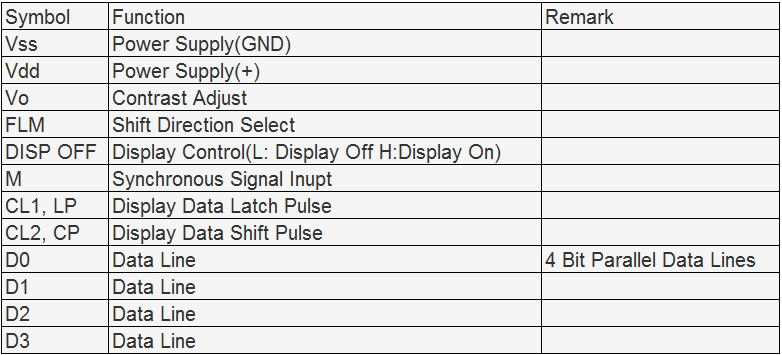 Symbol Function Remark
Vss Power Supply(GND)
Vdd Power Supply(+)
Vo Contrast Adjust
FLM Shift Direction Select
DISP OFF Display Control(L: Display Off H:Display On)
M Synchronous Signal Inupt
CL1, LP Display Data Latch Pulse
CL2, CP Display Data Shift Pulse
D0 Data Line 4 Bit Parallel Data Lines
D1 Data Line
D2 Data Line
D3 Data Line